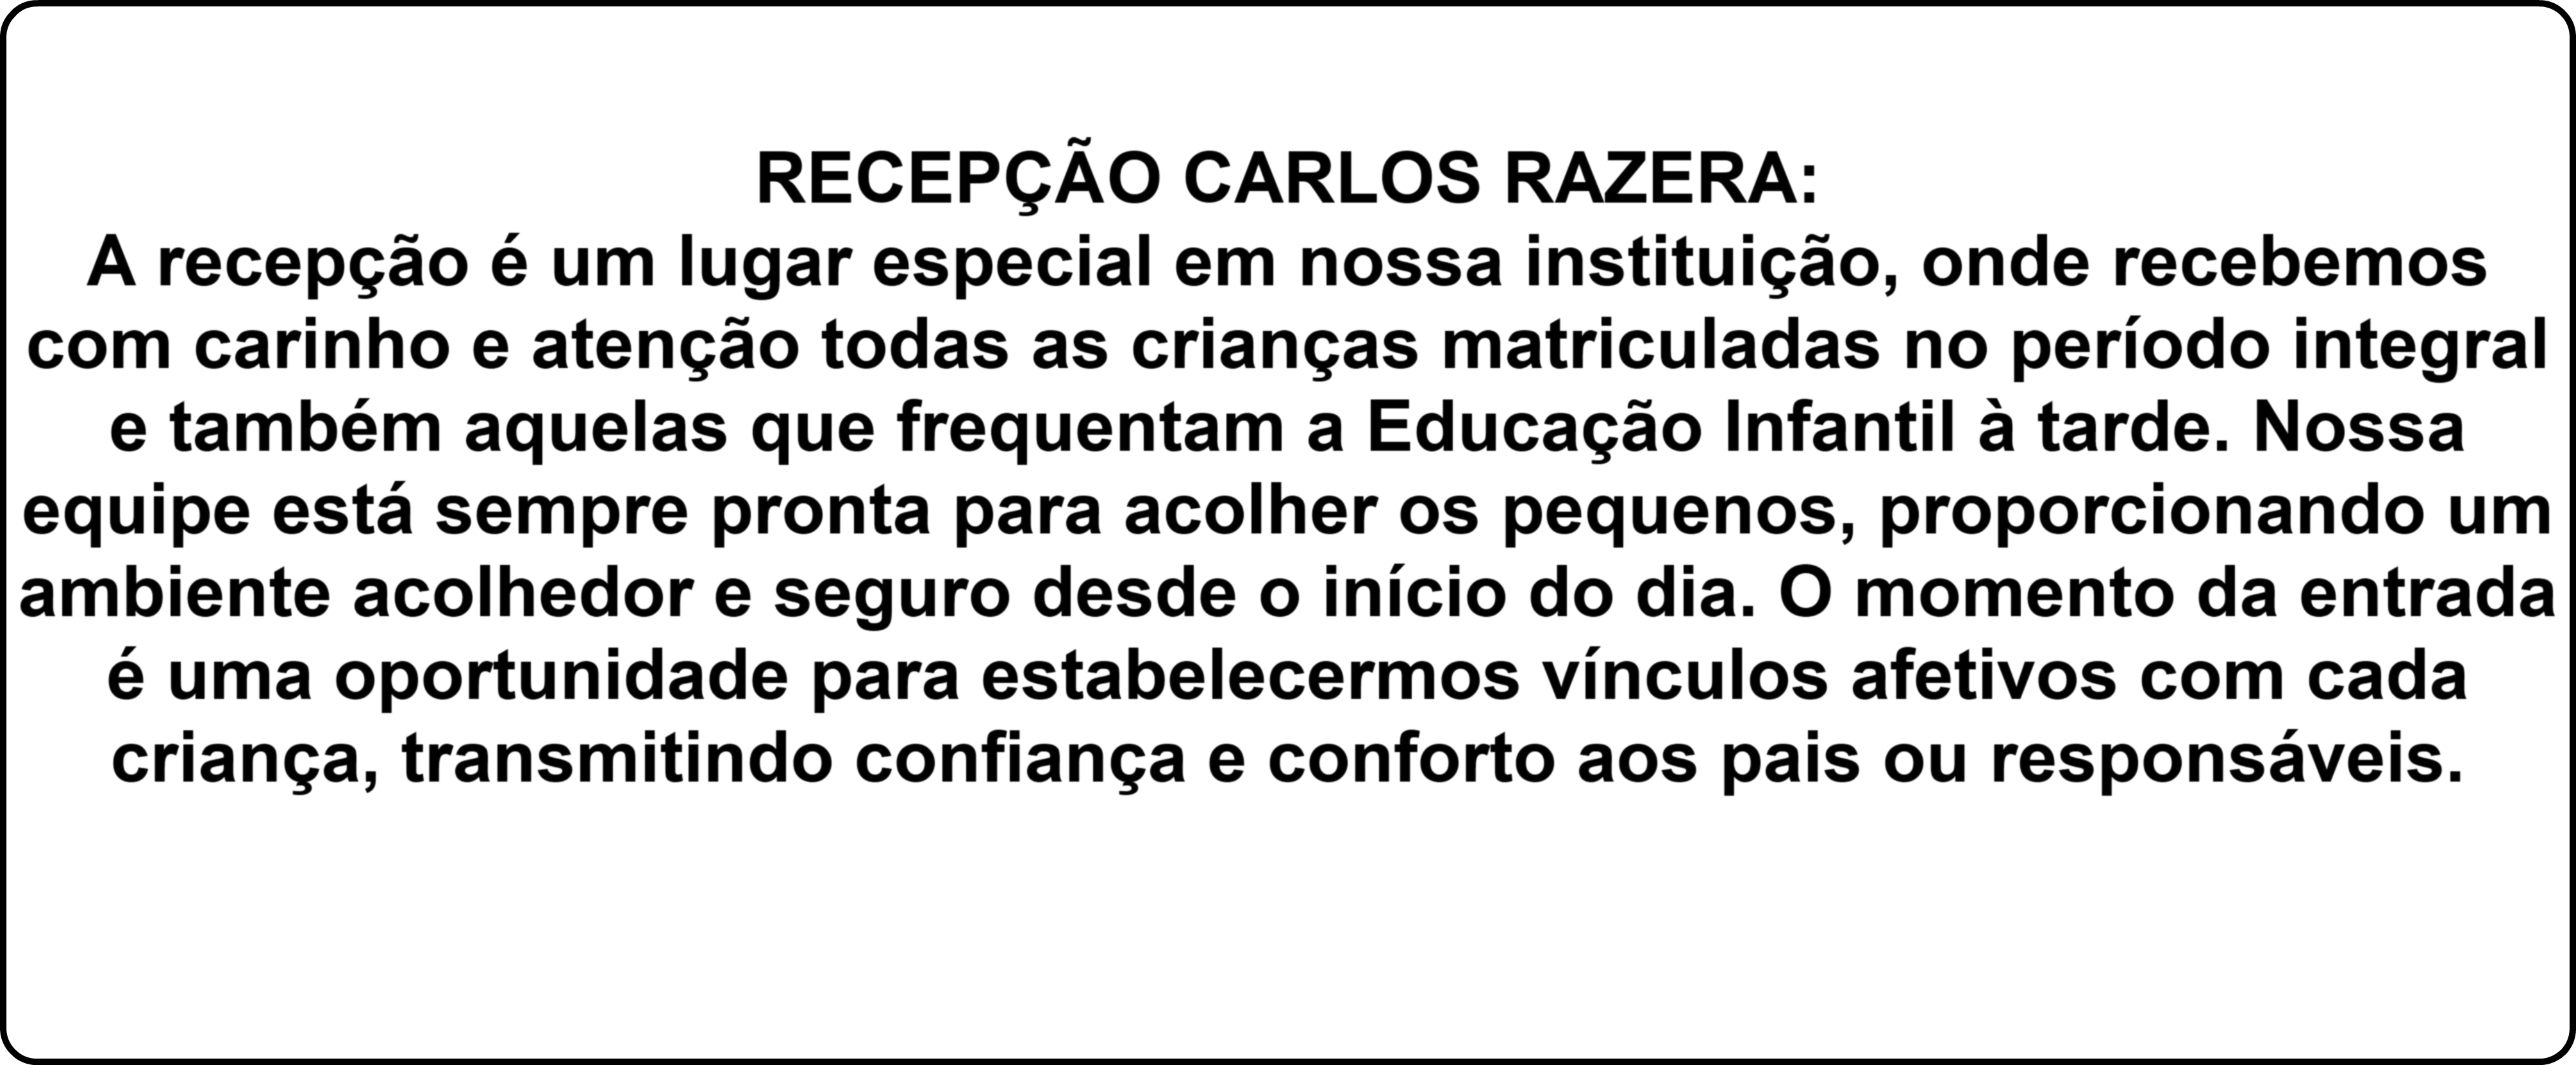 RECEPÇÃO CARLOS RAZERA:
A recepção é um lugar especial em nossa instituição, onde recebemos
com carinho e atenção todas as crianças matriculadas no período integral
e também aquelas que frequentam a Educação Infantil à tarde. Nossa
equipe está sempre pronta para acolher os pequenos, proporcionando um
ambiente acolhedor e seguro desde o início do dia. O momento da entrada
é uma oportunidade para estabelecermos vínculos afetivos com cada
criança, transmitindo confiança e conforto aos pais ou responsáveis.